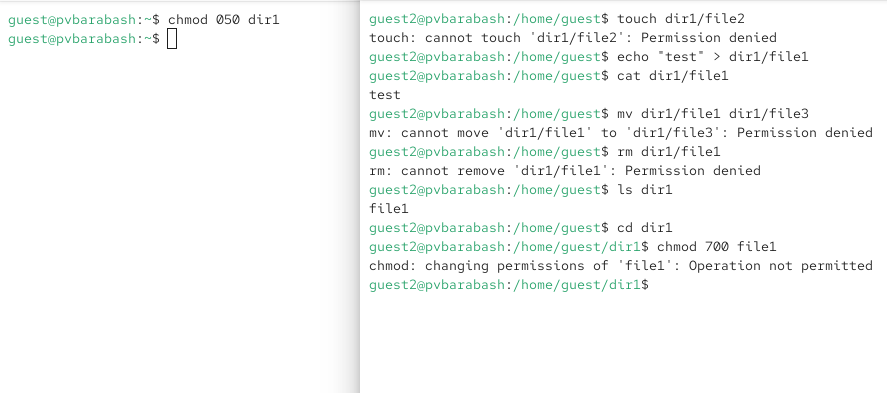 guest@pvbarabash:~$ chmod 050 dir1
guest@pvbarabash:~$
guest2@pvbarabash:/home/guest$ touch dir1/file2
touch: cannot touch 'dir1/file2': Permission denied
guest2@pvbarabash:/home/guest$ echo "test" > dir1/file1
guest2@pvbarabash:/home/guest$ cat dir1/file1
test
guest2@pvbarabash:/home/guest$ mv dir1/file1 dir1/file3
mv: cannot move 'dir1/file1' to 'dir1/file3': Permission denied
guest2@pvbarabash:/home/guest$ rm dir1/file1
rm: cannot remove 'dir1/file1': Permission denied
guest2@pvbarabash:/home/guest$ ls dir1
file1
guest2@pvbarabash:/home/guest$ cd dir1
guest2@pvbarabash:/home/guest/dir1$ chmod 700 file1
chmod: changing permissions of 'file1': Operation not permitted
guest2@pvbarabash:/home/guest/dir1$